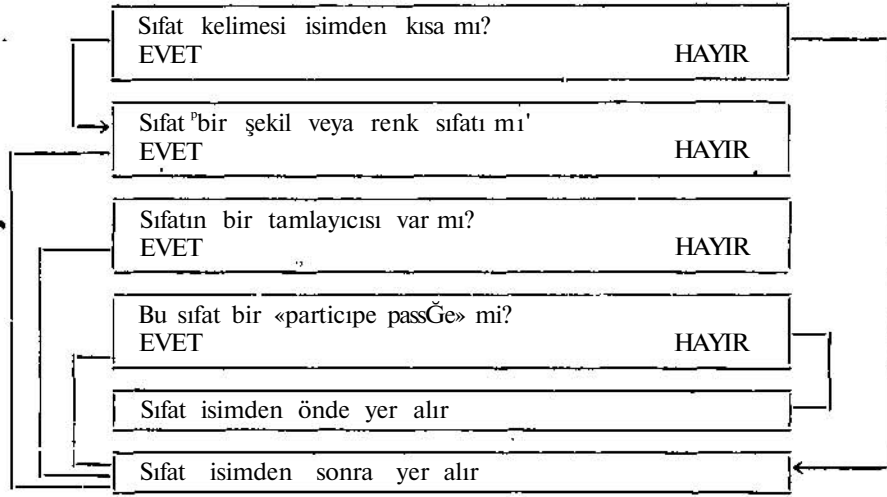 Sıfat kelimesi isimden kısa mı?
EVET HAYIR
Sıfat pbir şekil veya renk sıfatı mı'
EVET HAYIR
Sıfatın bir tamlayıcısı var mı?
EVET HAYIR
Bu sıfat bir «particıpe passĞe» mi?
EVET HAYIR
Sıfat isimden önde yer alır
Sıfat isimden sonra yer alır